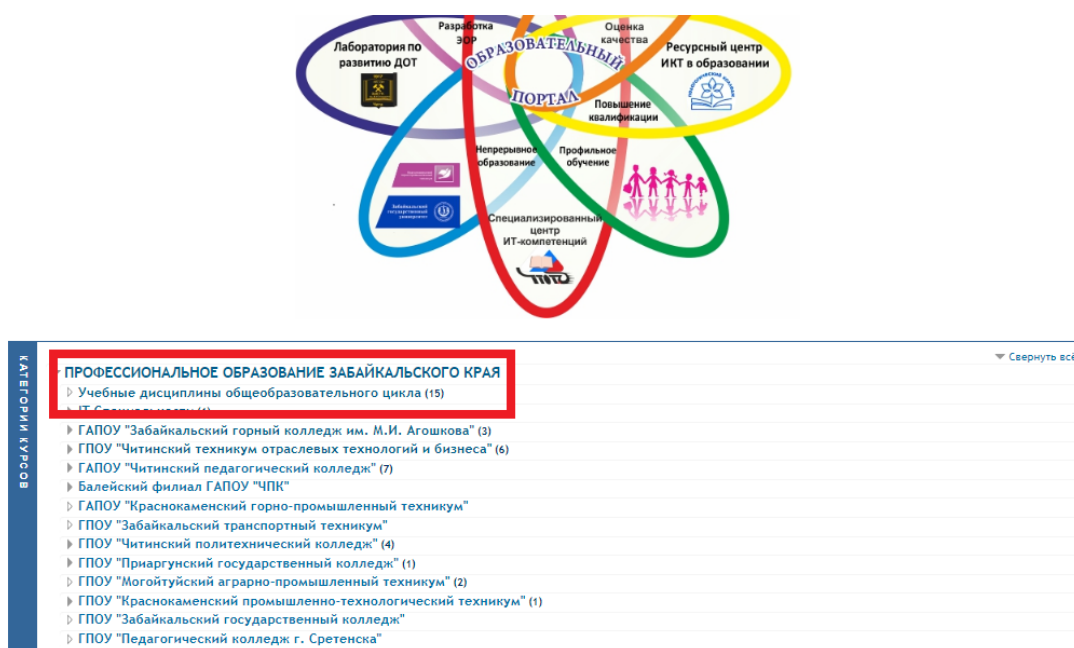 Разработка
ЭОР
Оценка
качества
Лаборатория по
развитию ДОТ
ОБРАЗОВАТЕЛЬНЫЙ
ПОРТАЛ
Ресурсный центр
ИКТ в образовании
Повышение
квалификации
Непрерывное
образование
Профильное
обучение
Забайкальский
государственный
университет
Специализированный
центр
ИТ-компетенций
КАТЕГОРИИ КУРСОВ
Свернуть всё
ПРОФЕССИОНАЛЬНОЕ ОБРАЗОВАНИЕ ЗАБАЙКАЛЬСКОГО КРАЯ
Учебные дисциплины общеобразовательного цикла (15)
ГАПОУ "Забайкальский горный колледж им. М.И. Агошкова" (3)
ГПОУ "Читинский техникум отраслевых технологий и бизнеса" (6)
ГАПОУ "Читинский педагогический колледж" (7)
Балейский филиал ГАПОУ "ЧПК"
ГАПОУ "Краснокаменский горно-промышленный техникум"
ГПОУ "Забайкальский транспортный техникум"
ГПОУ "Читинский политехнический колледж" (4)
ГПОУ "Приаргунский государственный колледж" (1)
ГПОУ "Могойтуйский аграрно-промышленный техникум" (2)
ГПОУ "Краснокаменский промышленно-технологический техникум" (1)
ГПОУ "Забайкальский государственный колледж"
ГПОУ "Педагогический колледж г. Сретенска"